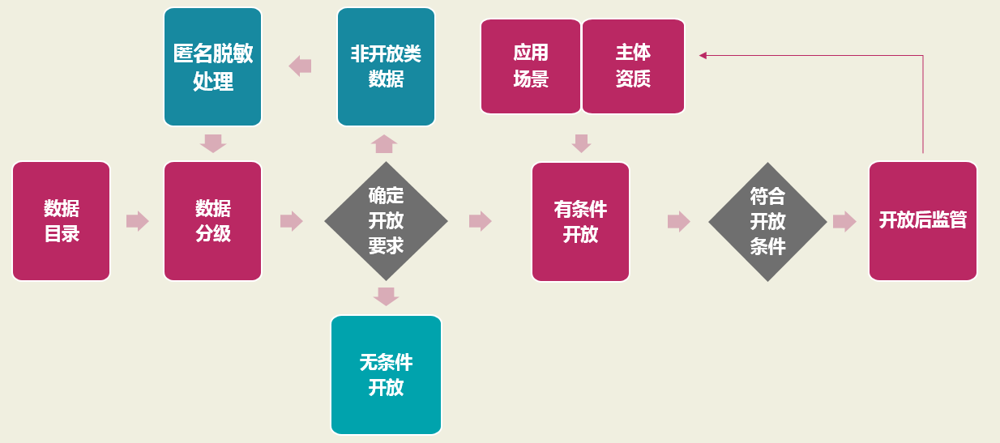 匿名脱敏
处理
非开放类
数据
应用
场景
主体
资质
数据
目录
数据
分级
确定
开放
要求
有条件
开放
符合
开放
条件
开放后监管
无条件
开放